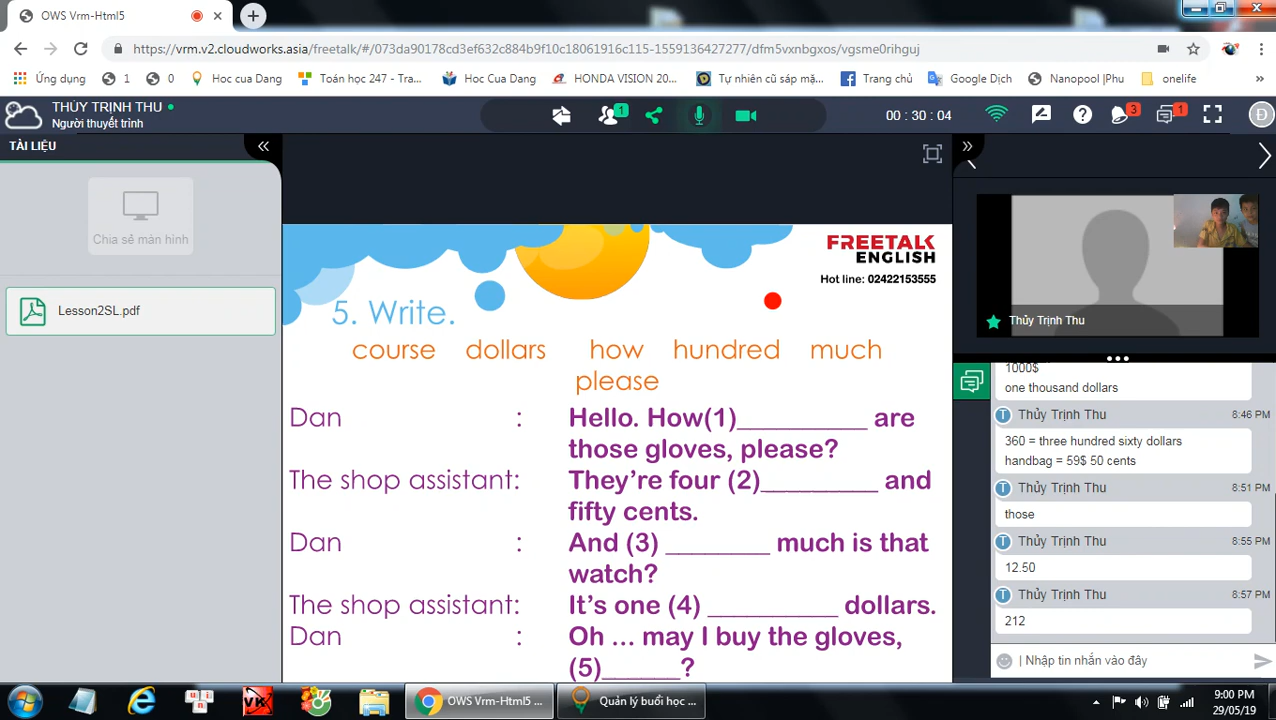 OWS Vrm-Html5
https://vrm.v2.cloudworks.asia/freetalk/#/073da90178cd3ef632c884b9f10c18061916c115-1559136427277/dfm5vxnbgxos/vgsme0rihguj
Ứng dụng 1 0 Hoc cua Dang Toán học 247 - Tra... Học Cua Dang HONDA VISION 20... Tự nhiên cũ sáp mặ... Trang chủ Google Dịch Nanopool |Phu onelife »
THỦY TRỊNH THU
Người thuyết trình
1 00 : 30 : 04 3 1 Đ
TÀI LIỆU
Chia sẻ màn hình
Lesson2SL.pdf
FREETALK
ENGLISH
Hot line: 02422153555
5. Write.
course dollars how hundred much
please
Dan : Hello. How(1)__________ are
those gloves, please?
The shop assistant: They’re four (2)_________ and
fifty cents.
Dan : And (3) ________ much is that
watch?
The shop assistant: It’s one (4) __________ dollars.
Dan : Oh ... may I buy the gloves,
(5)______?
Thủy Trịnh Thu
1000$
one thousand dollars
T Thủy Trịnh Thu 8:46 PM
360 = three hundred sixty dollars
handbag = 59$ 50 cents
T Thủy Trịnh Thu 8:51 PM
those
T Thủy Trịnh Thu 8:55 PM
12.50
T Thủy Trịnh Thu 8:57 PM
212
Nhập tin nhắn vào đây
OWS Vrm-Html5 ...
Quản lý buổi học ...
9:00 PM
29/05/19